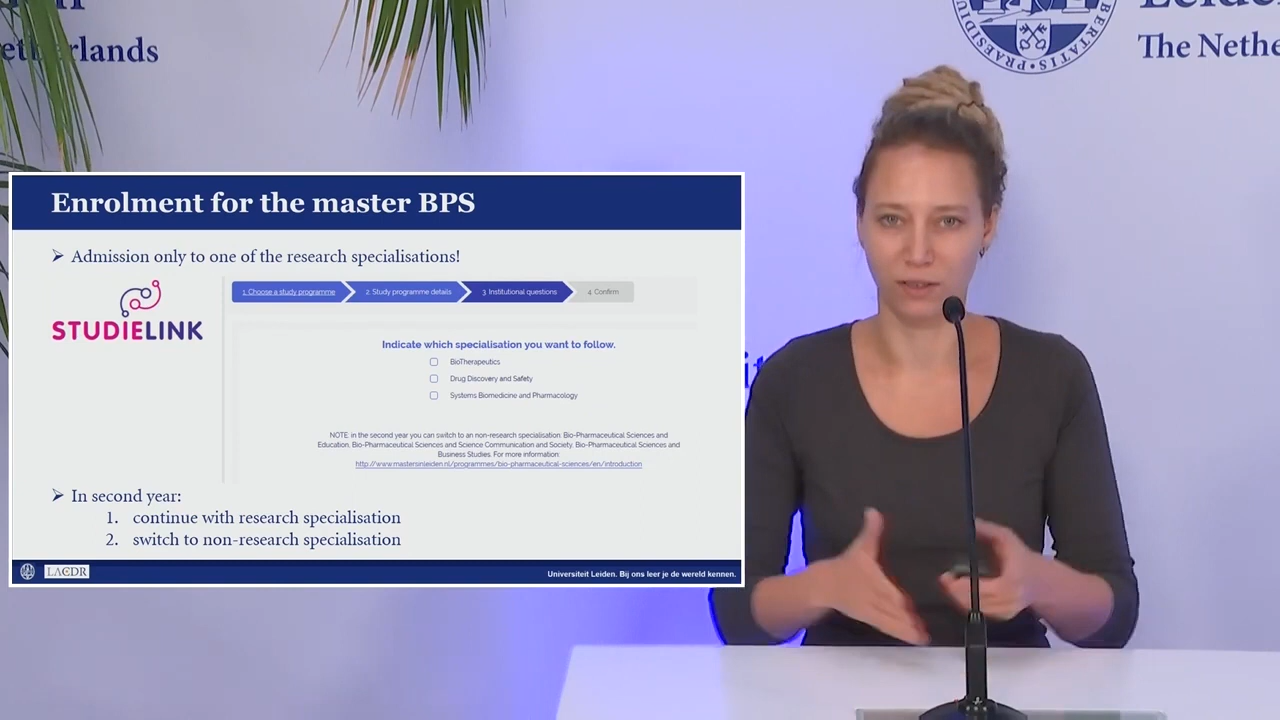 etherlands
The Nethe
PRAESIDIU
BERTATIS
Enrolment for the master BPS
➢ Admission only to one of the research specialisations!
STUDIELINK
1. Choose a study programme
2. Study programme details
3. Institutional questions
4. Confirm
Indicate which specialisation you want to follow.
BioTherapeutics
Drug Discovery and Safety
Systems Biomedicine and Pharmacology
NOTE: in the second year you can switch to an non-research specialisation: Bio-Pharmaceutical Sciences and
Education, Bio-Pharmaceutical Sciences and Science Communication and Society, Bio-Pharmaceutical Sciences and
Business Studies. For more information:
http://www.mastersinleiden.nl/programmes/bio-pharmaceutical-sciences/en/introduction
➢ In second year:
1. continue with research specialisation
2. switch to non-research specialisation
LACDR
Universiteit Leiden. Bij ons leer je de wereld kennen.